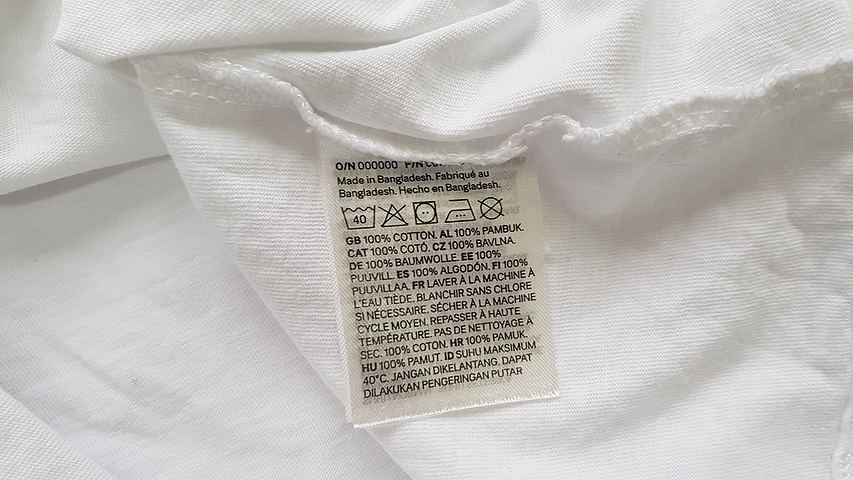 O/N 000000 P/N
Made in Bangladesh. Fabriqué au
Bangladesh. Hecho en Bangladesh.
40
GB 100% COTTON. AL 100% PAMBUK.
CAT 100% COTÓ. CZ 100% BAVLNA.
DE 100% BAUMWOLLE. EE 100%
PUUVILL. ES 100% ALGODÓN. FI 100%
PUUVILLAA. FR LAVER À LA MACHINE À
L'EAU TIÈDE. BLANCHIR SANS CHLORE
SI NÉCESSAIRE. SÉCHER À LA MACHINE
CYCLE MOYEN. REPASSER À HAUTE
TEMPÉRATURE. PAS DE NETTOYAGE À
SEC. 100% COTON. HR 100% PAMUK.
HU 100% PAMUT. ID SUHU MAKSIMUM
40°C. JANGAN DIKELANTANG. DAPAT
DILAKUKAN PENGERINGAN PUTAR